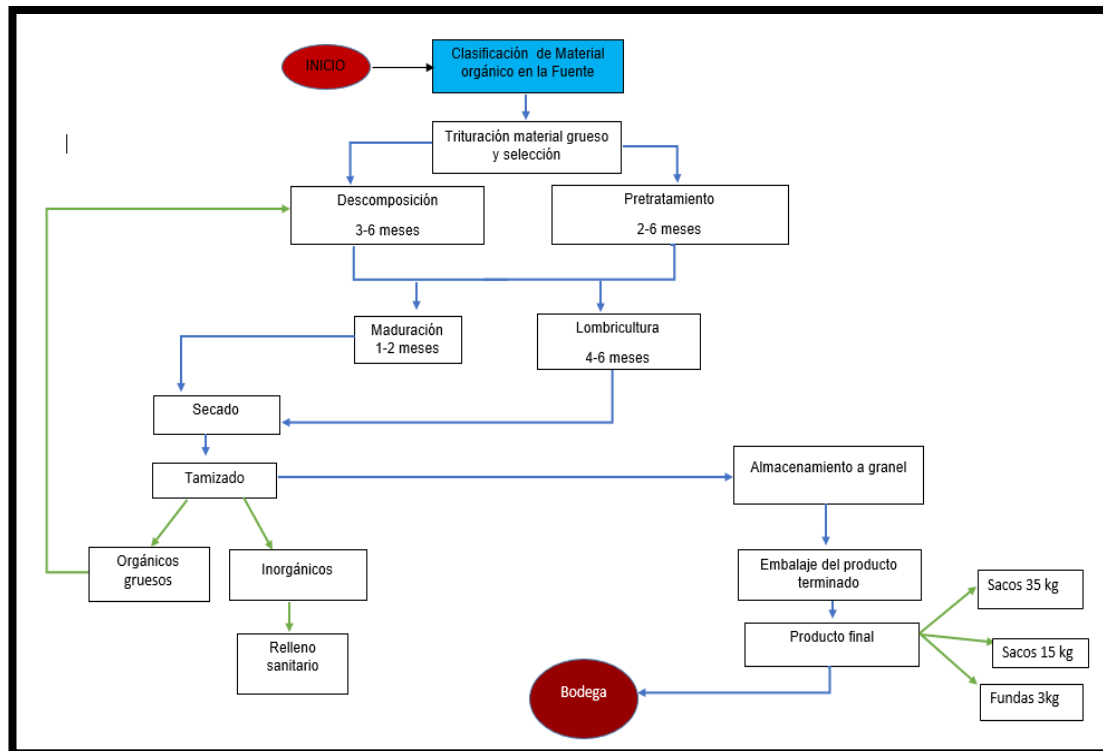 INICIO
Clasificación de Material
orgánico en la Fuente
Trituración material grueso
y selección
Descomposición
3-6 meses
Pretratamiento
2-6 meses
Maduración
1-2 meses
Lombricultura
4-6 meses
Secado
Tamizado
Almacenamiento a granel
Orgánicos
gruesos
Inorgánicos
Embalaje del producto
terminado
Sacos 35 kg
Producto final
Relleno
sanitario
Sacos 15 kg
Bodega
Fundas 3kg